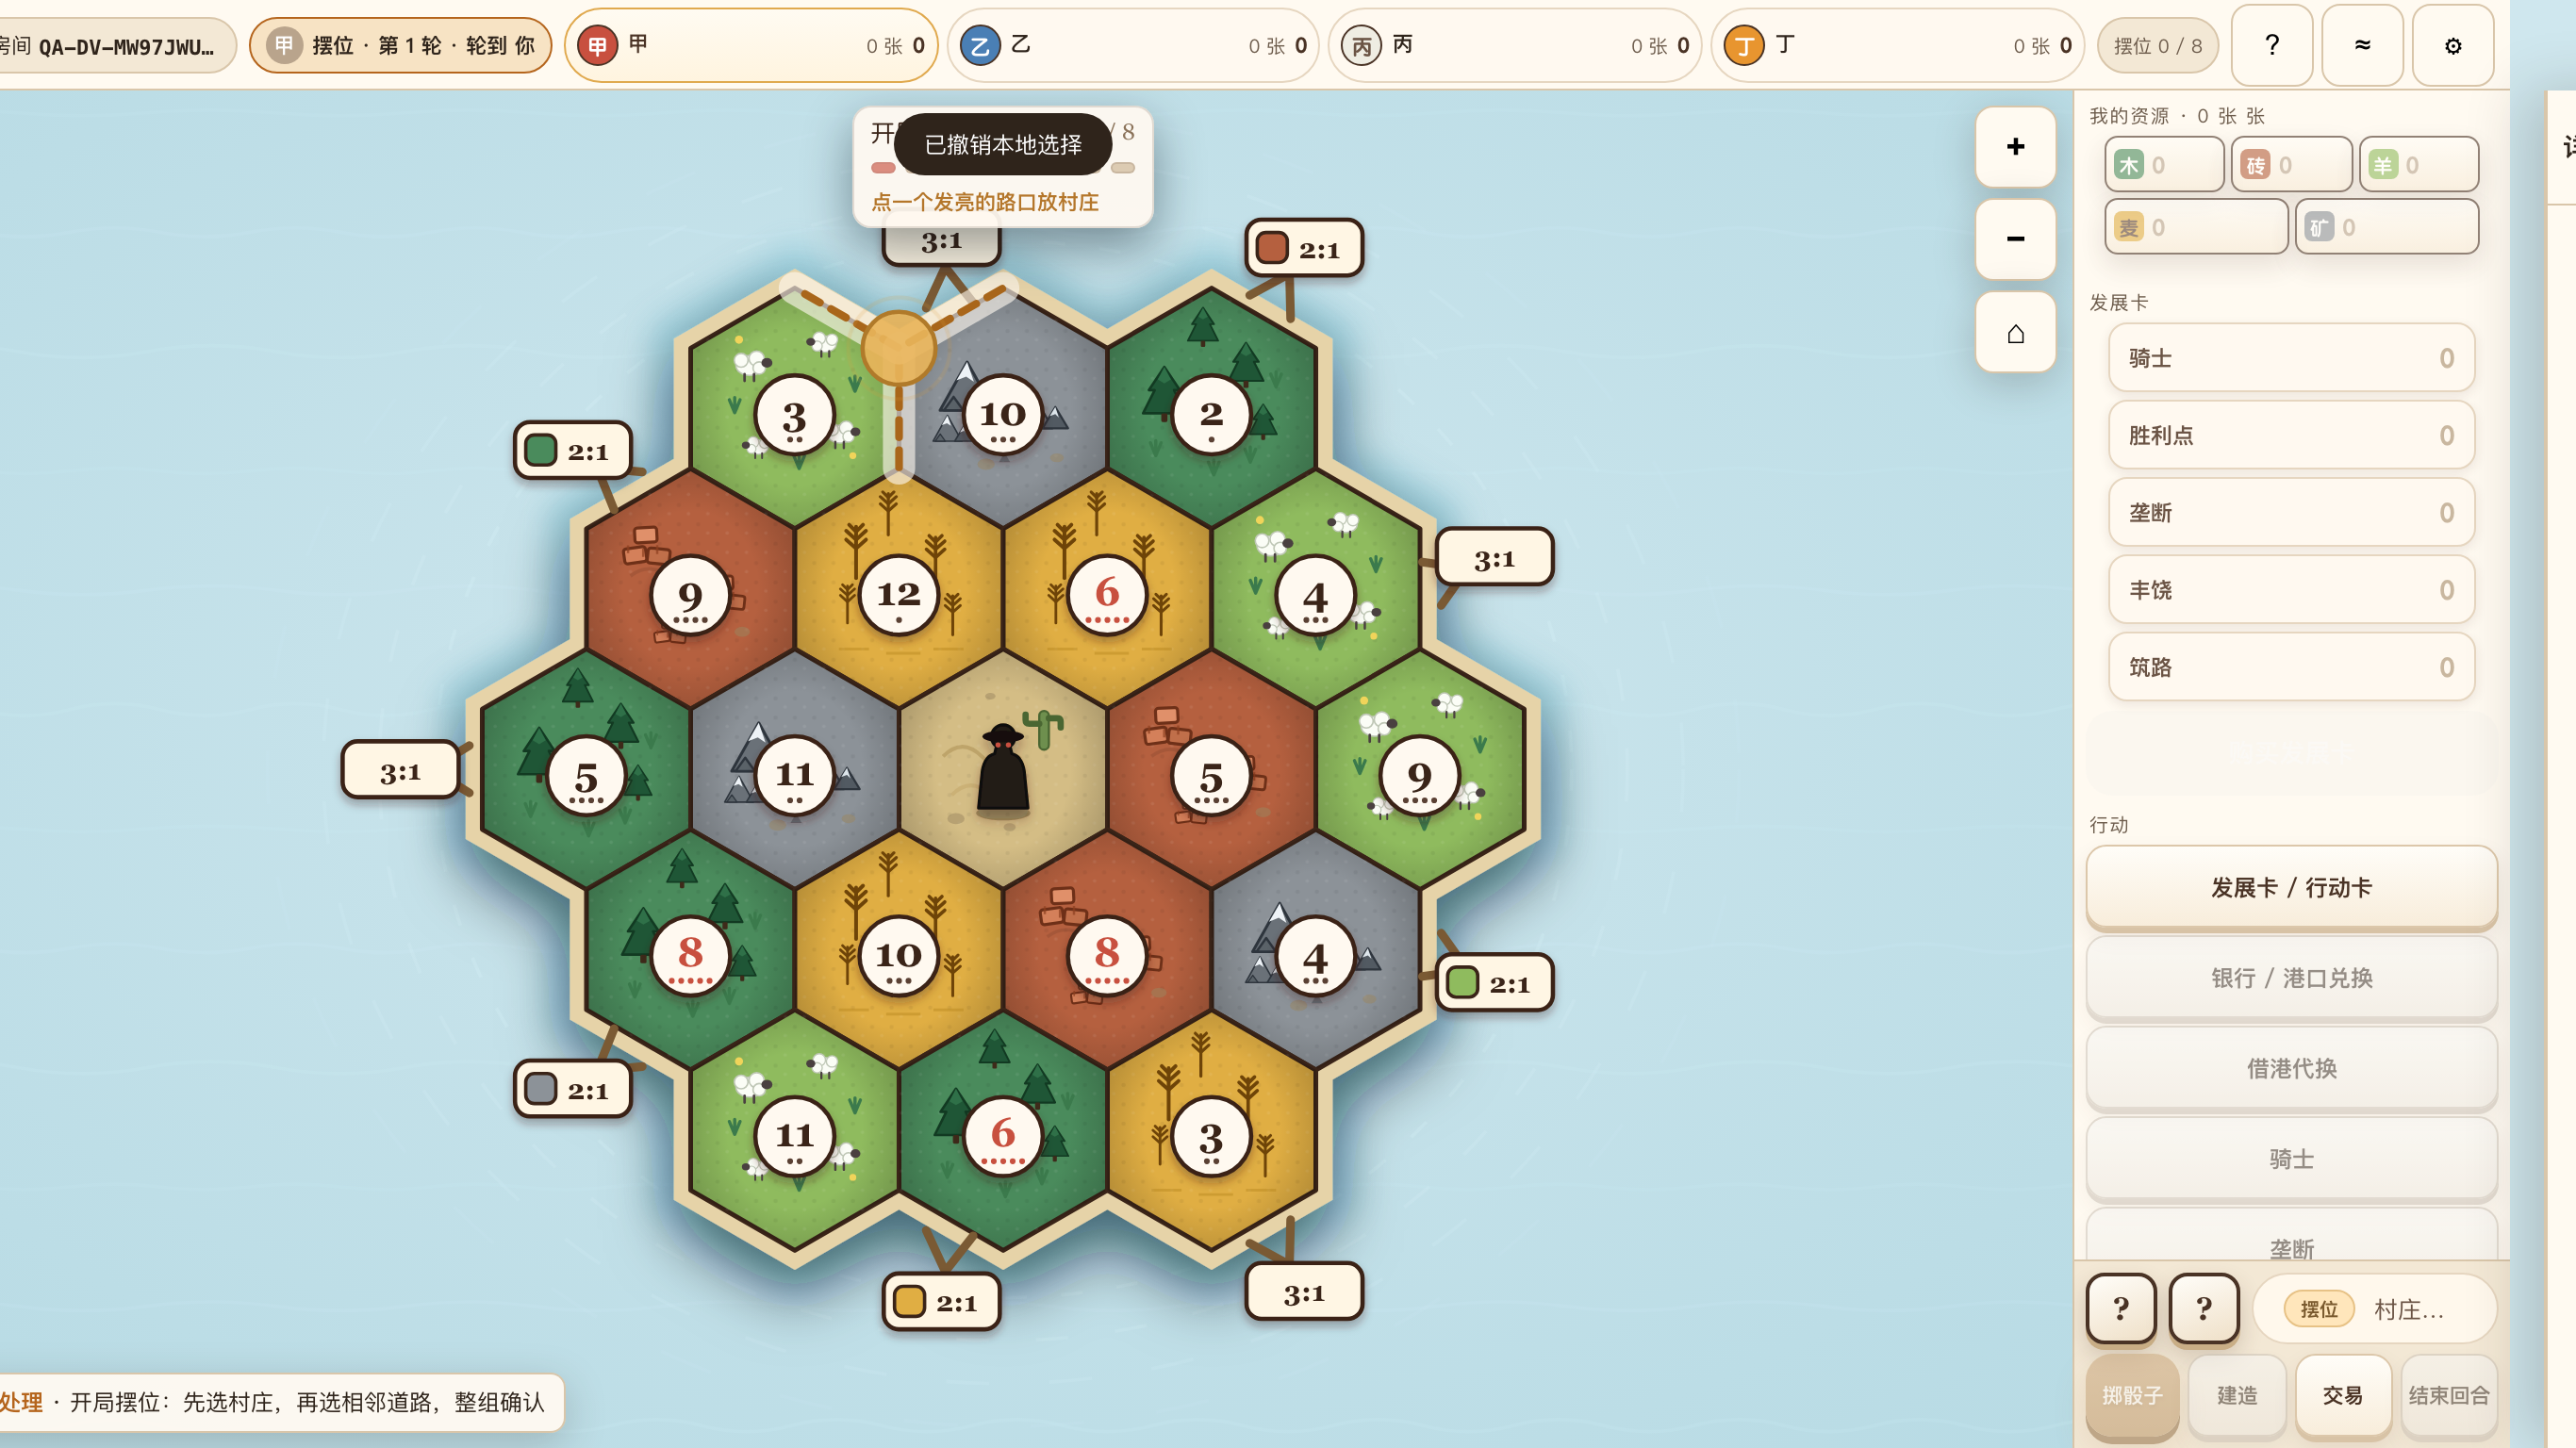 房间 QA-DV-MW97JWU…
甲 摆位 · 第 1 轮 · 轮到 你
甲 甲 0 张 0
乙 乙 0 张 0
丙 丙 0 张 0
丁 丁 0 张 0
摆位 0 / 8
?
≈
⚙
开 / 8
已撤销本地选择
点一个发亮的路口放村庄
+
−
⌂
3:1
2:1
3
10
2
2:1
9
12
6
4
3:1
5
11
5
9
3:1
8
10
8
4
2:1
2:1
11
6
3
2:1
3:1
处理 · 开局摆位：先选村庄，再选相邻道路，整组确认
我的资源 · 0 张 张
木 0
砖 0
羊 0
麦 0
矿 0
发展卡
骑士 0
胜利点 0
垄断 0
丰饶 0
筑路 0
行动
发展卡 / 行动卡
银行 / 港口兑换
借港代换
骑士
垄断
?
?
摆位 村庄…
掷骰子
建造
交易
结束回合